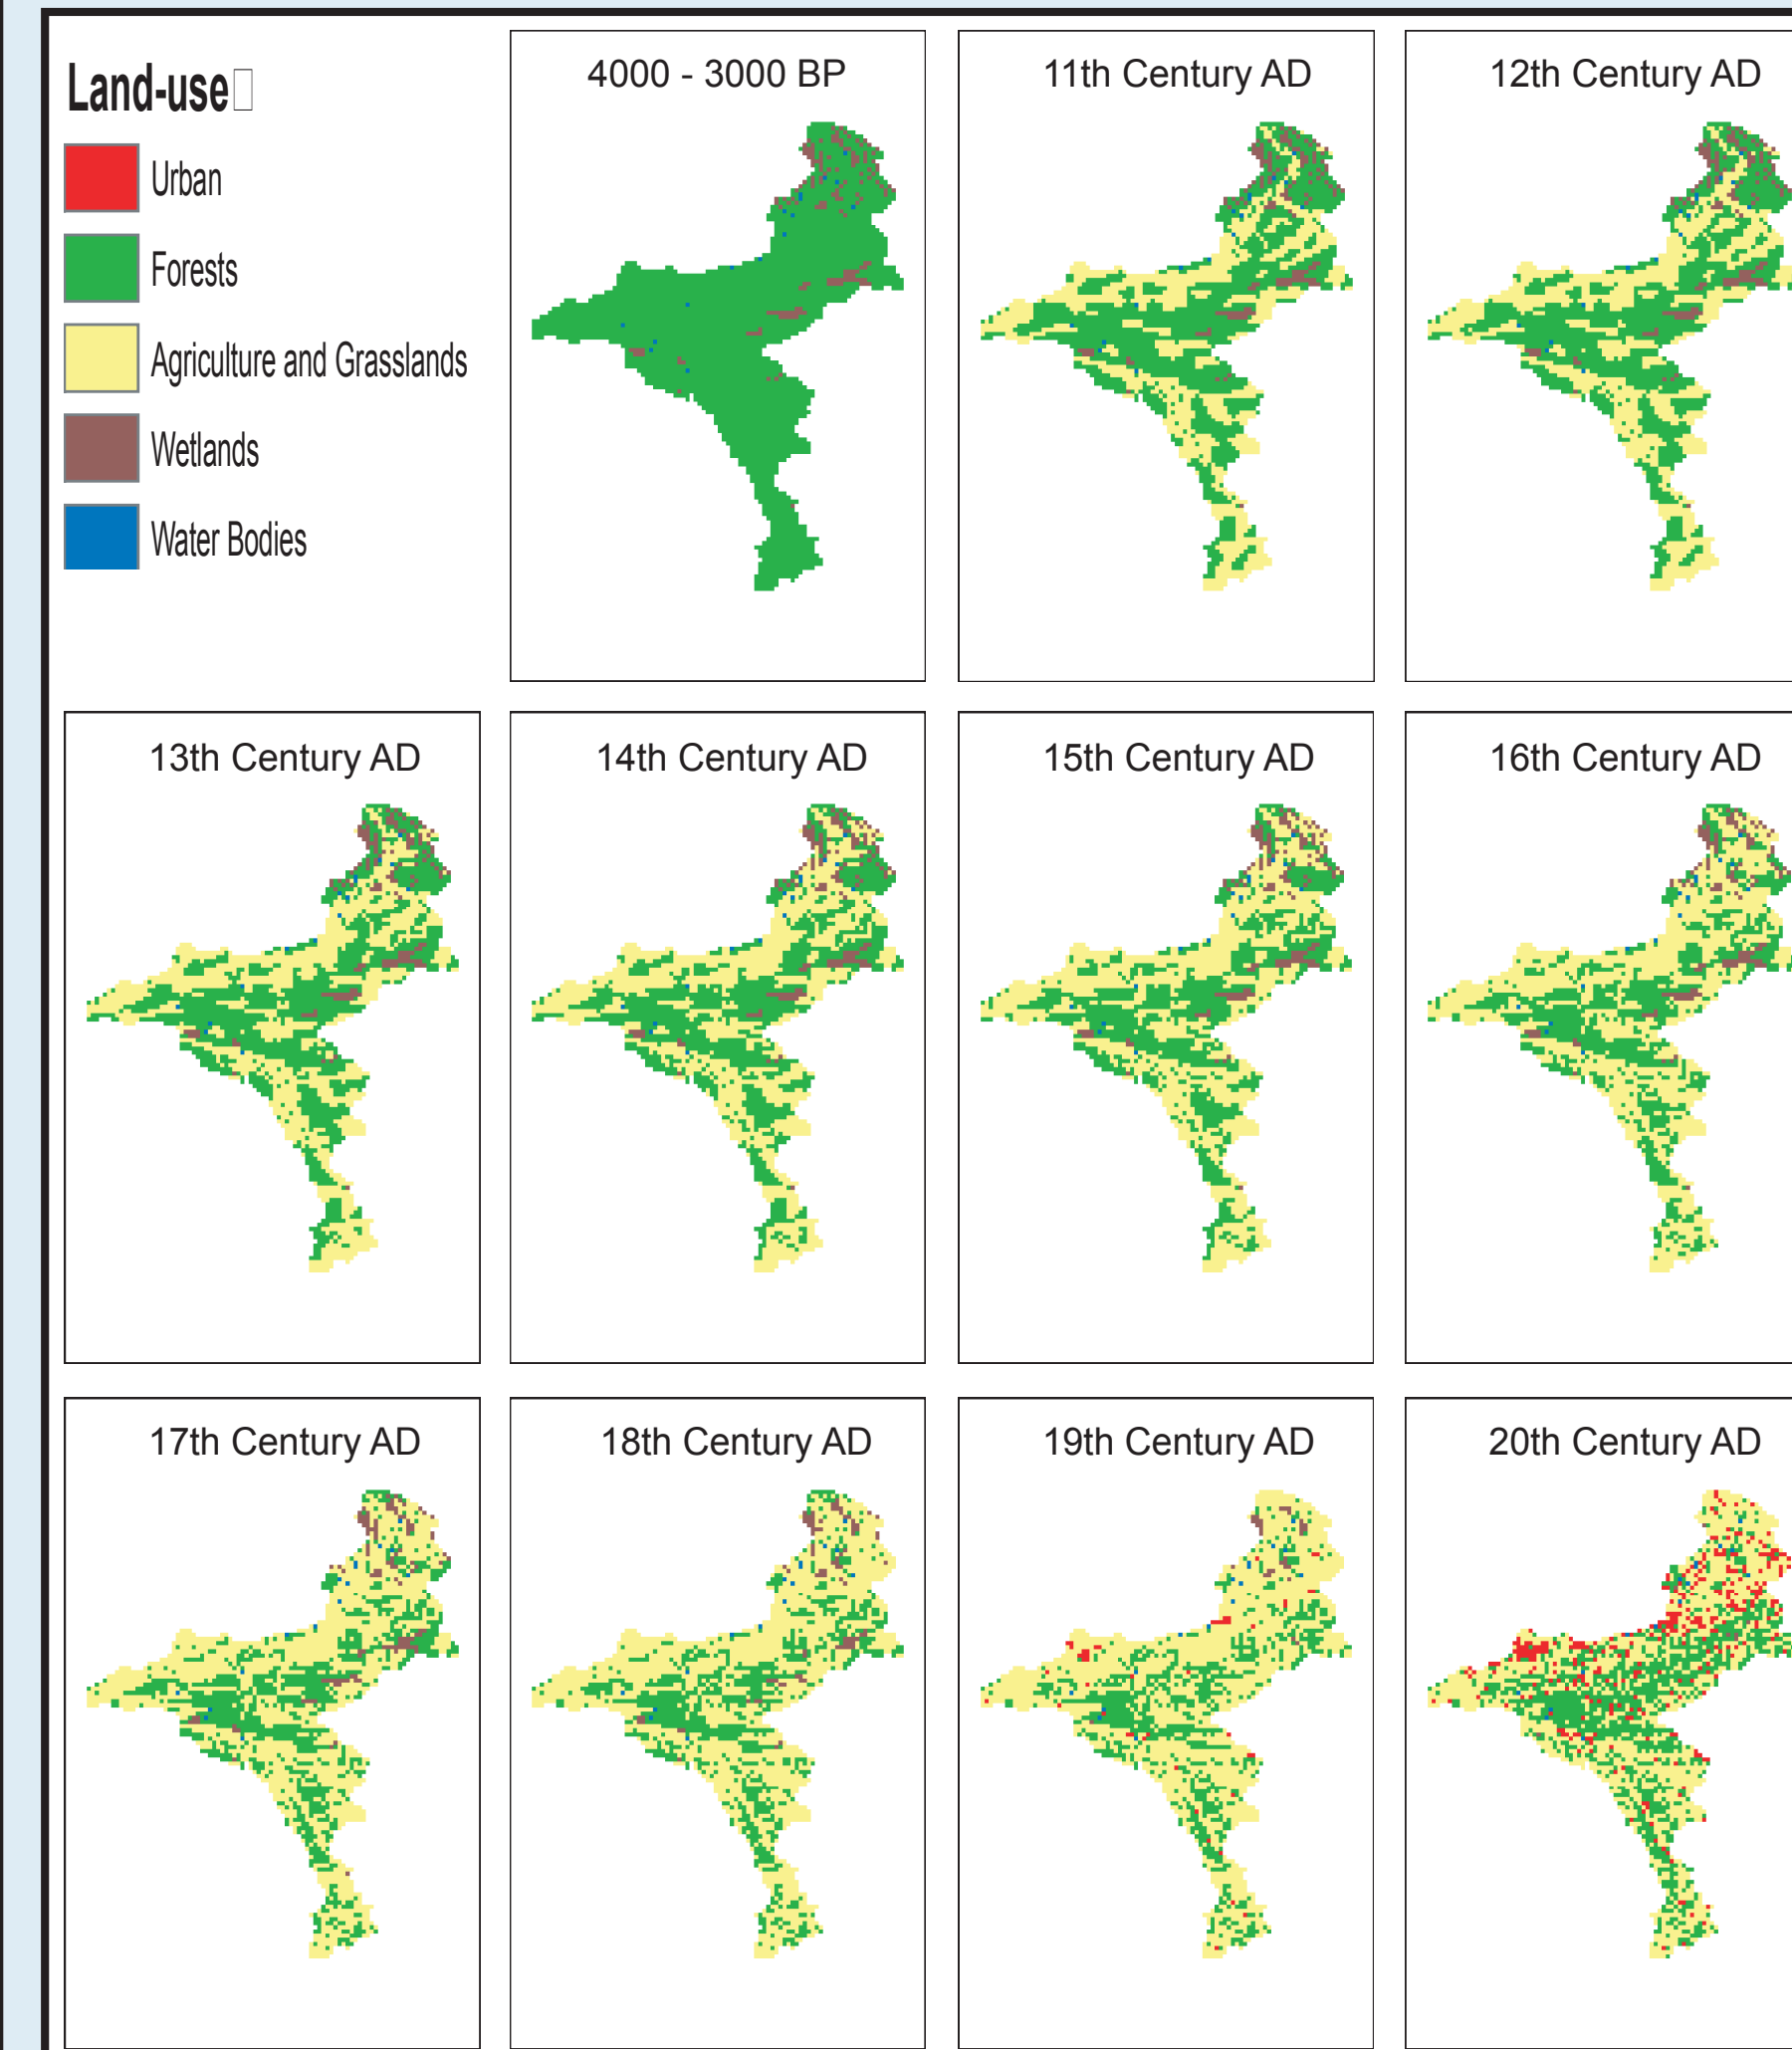 Land-use
Urban
Forests
Agriculture and Grasslands
Wetlands
Water Bodies
4000 - 3000 BP
11th Century AD
12th Century AD
13th Century AD
14th Century AD
15th Century AD
16th Century AD
17th Century AD
18th Century AD
19th Century AD
20th Century AD